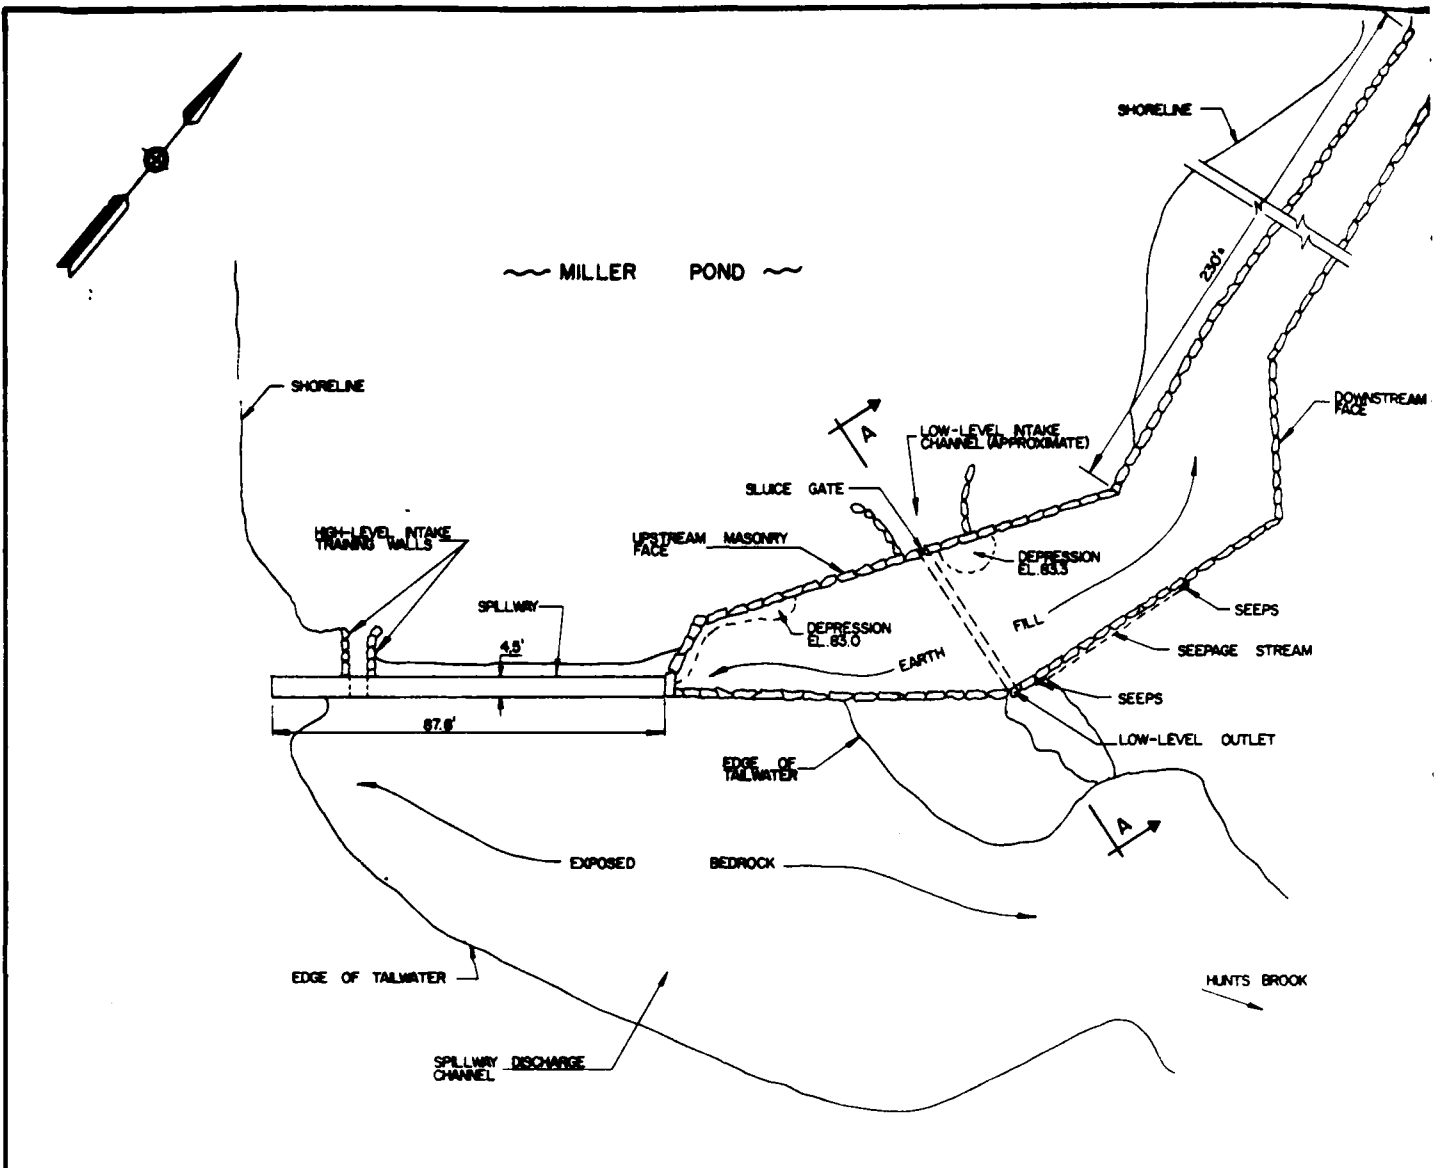 SHORELINE
230'±
MILLER POND
SHORELINE
DOWNSTREAM
FACE
A
LOW-LEVEL INTAKE
CHANNEL (APPROXIMATE)
SLUICE GATE
HIGH-LEVEL INTAKE
TRAINING WALLS
UPSTREAM MASONRY
FACE
DEPRESSION
EL. 83.3
SPILLWAY
SEEPS
FILL
DEPRESSION
EL. 83.0
4.5'
EARTH
SEEPAGE STREAM
SEEPS
87.6'
LOW-LEVEL OUTLET
EDGE OF
TAILWATER
A
EXPOSED BEDROCK
EDGE OF TAILWATER
HUNTS BROOK
SPILLWAY DISCHARGE
CHANNEL